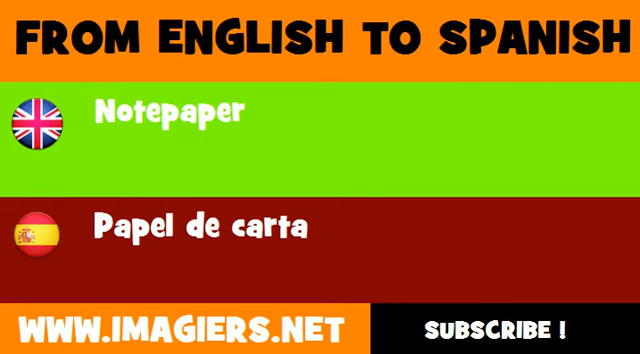 FROM ENGLISH TO SPANISH
Notepaper
Papel de carta
WWW.IMAGIERS.NET
SUBSCRIBE !